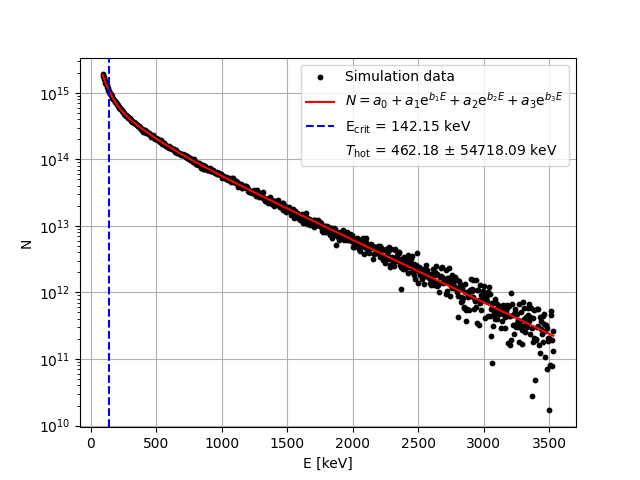 Simulation data
N = a₀ + a₁e^{b₁E} + a₂e^{b₂E} + a₃e^{b₃E}
E_crit = 142.15 keV
T_hot = 462.18 ± 54718.09 keV
10¹⁵
10¹⁴
10¹³
10¹²
10¹¹
10¹⁰
N
0 500 1000 1500 2000 2500 3000 3500
E [keV]